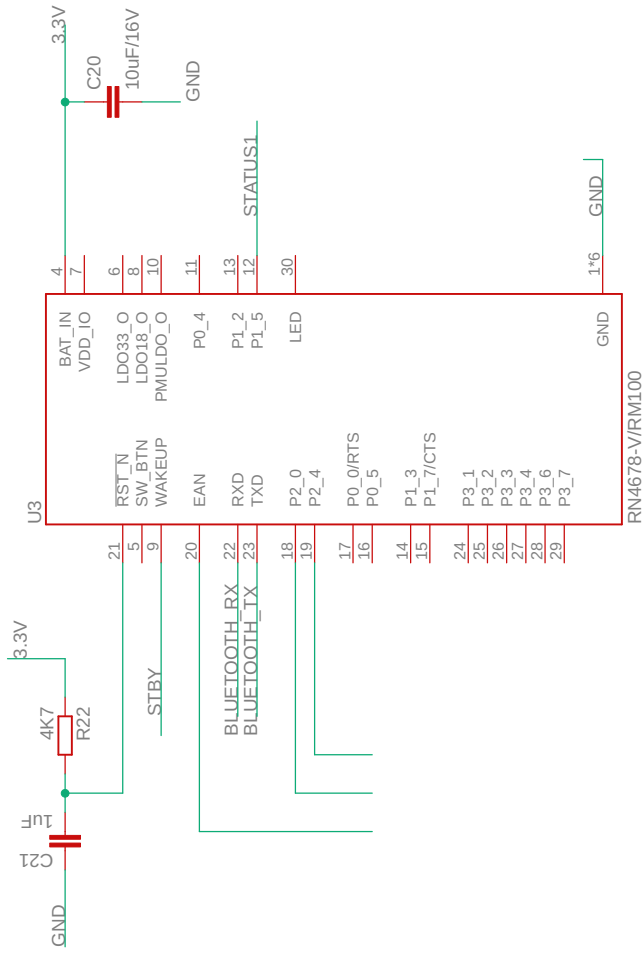 3.3V
C20
10uF/16V
GND
STATUS1
GND
4
7
6
8
10
11
13
12
30
1*6
BAT_IN
VDD_IO
LDO33_O
LDO18_O
PMULDO_O
P0_4
P1_2
P1_5
LED
GND
U3
RST_N
SW_BTN
WAKEUP
EAN
RXD
TXD
P2_0
P2_4
P0_0/RTS
P0_5
P1_3
P1_7/CTS
P3_1
P3_2
P3_3
P3_4
P3_6
P3_7
RN4678-V/RM100
21
5
9
20
22
23
18
19
17
16
14
15
24
25
26
27
28
29
3.3V
4K7
R22
STBY
BLUETOOTH_RX
BLUETOOTH_TX
1uF
C21
GND